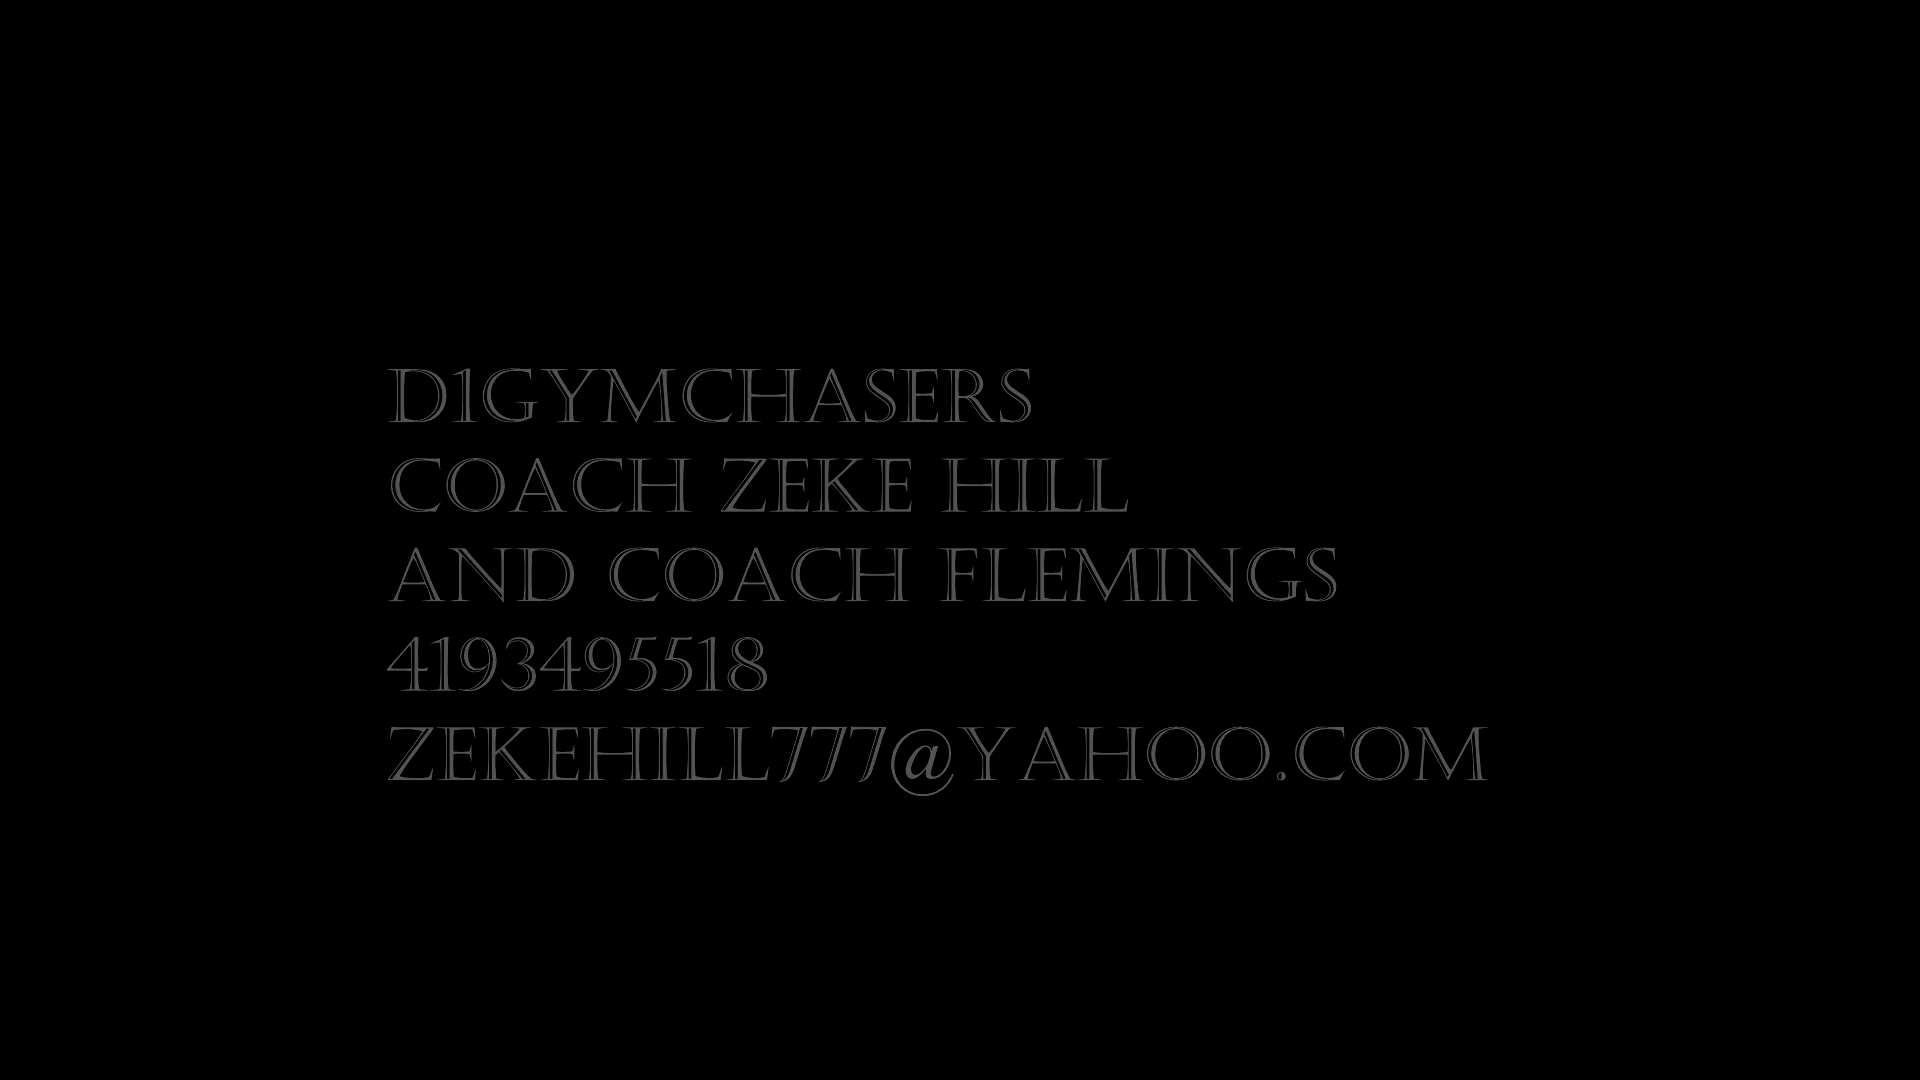 D1GYMCHASERS
COACH ZEKE HILL
AND COACH FLEMINGS
4193495518
ZEKEHILL777@YAHOO.COM